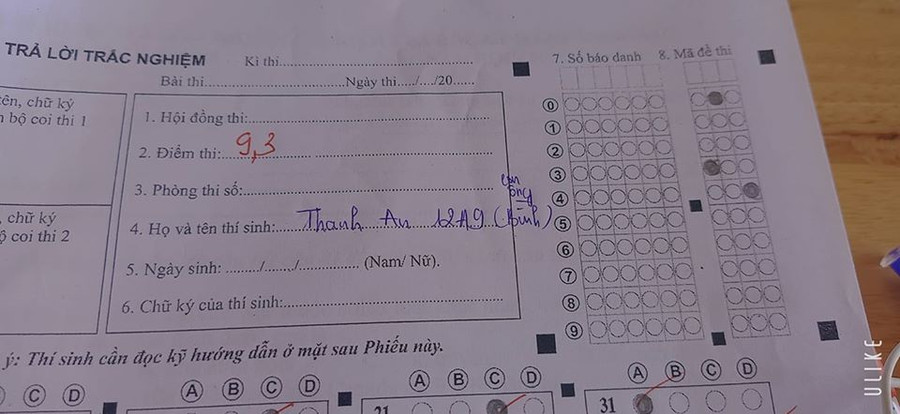 TRẢ LỜI TRẮC NGHIỆM
Kì thi
Bài thi
Ngày thi...../..../20.....
7. Số báo danh
8. Mã đề thi
tên, chữ ký
bộ coi thi 1
1. Hội đồng thi:
2. Điểm thi: 9,3
3. Phòng thi số:
4. Họ và tên thí sinh: Thanh An 12A9 (Bình)
5. Ngày sinh: ........./........./............... (Nam/ Nữ).
6. Chữ ký của thí sinh:
, chữ ký
ộ coi thi 2
0
1
2
3
4
5
6
7
8
9
ý: Thí sinh cần đọc kỹ hướng dẫn ở mặt sau Phiếu này.
C D
A B C D
A B C D
A B C D
21
31
ULIKE